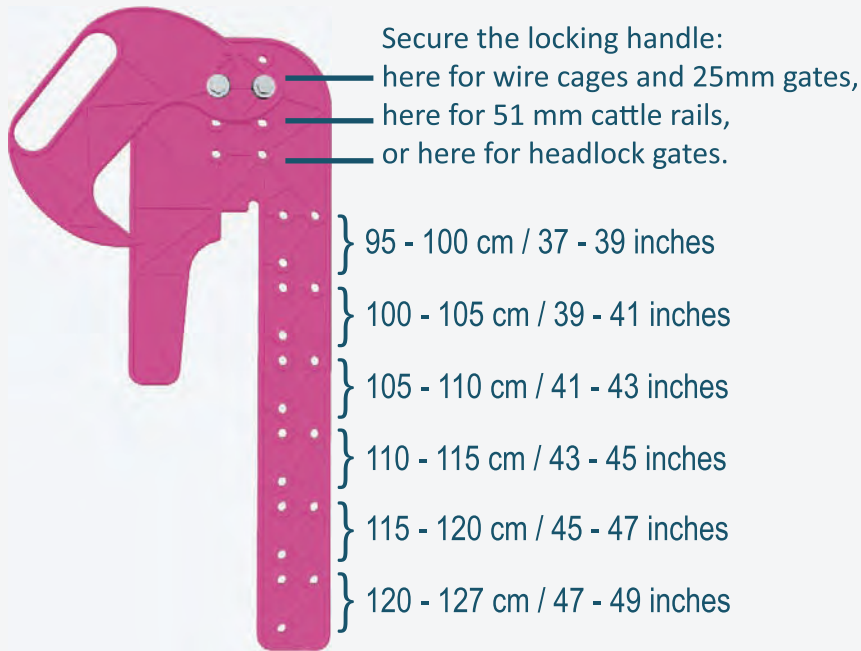 Secure the locking handle:
here for wire cages and 25mm gates,
here for 51 mm cattle rails,
or here for headlock gates.
95 - 100 cm / 37 - 39 inches
100 - 105 cm / 39 - 41 inches
105 - 110 cm / 41 - 43 inches
110 - 115 cm / 43 - 45 inches
115 - 120 cm / 45 - 47 inches
120 - 127 cm / 47 - 49 inches